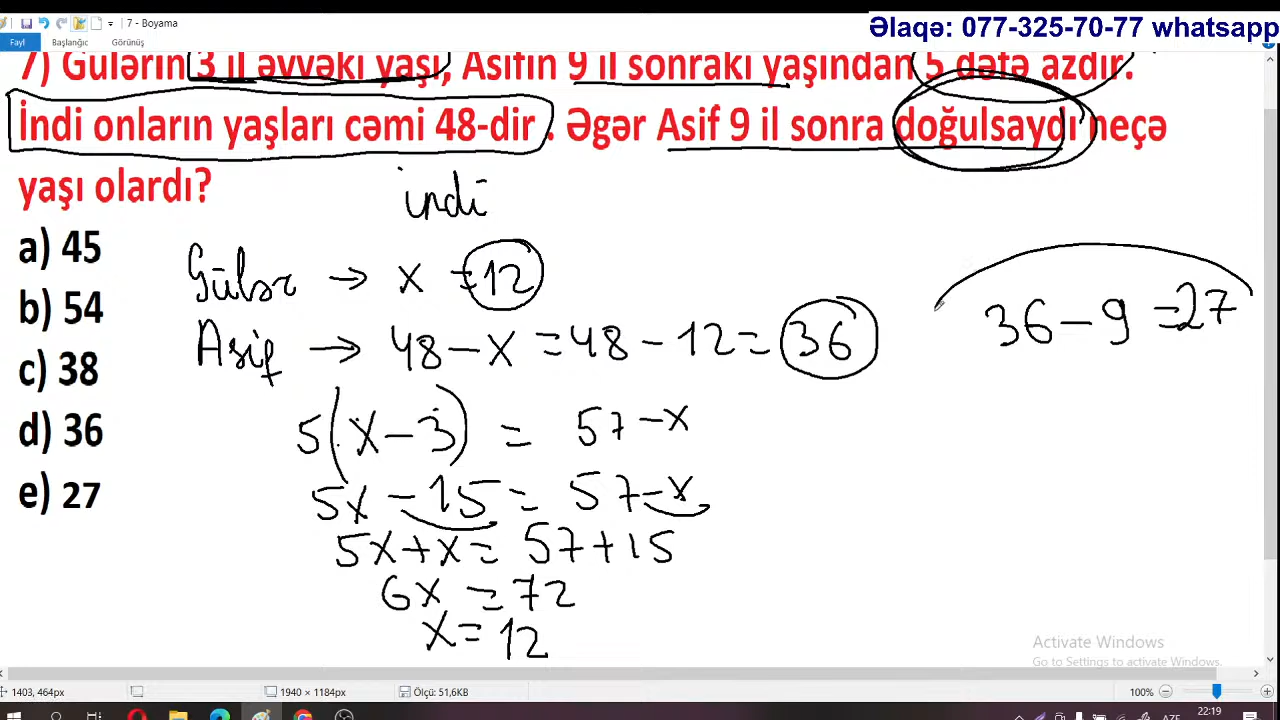 7 - Boyama
Əlaqə: 077-325-70-77 whatsapp
Fayl Başlanğıc Görünüş
7) Gülərin 3 il əvvəki yaşı, Asifin 9 il sonrakı yaşından 5 dəfə azdır.
İndi onların yaşları cəmi 48-dir . Əgər Asif 9 il sonra doğulsaydı neçə
yaşı olardı?
indi
a) 45
Gülər → x = 12
b) 54
36 - 9 = 27
Asif → 48 - x = 48 - 12 = 36
c) 38
d) 36
5(x - 3) = 57 - x
e) 27
5x - 15 = 57 - x
5x + x = 57 + 15
6x = 72
x = 12
Activate Windows
Go to Settings to activate Windows.
1403, 464px
1940 × 1184px
Ölçü: 51,6KB
100%
AZE
22:19